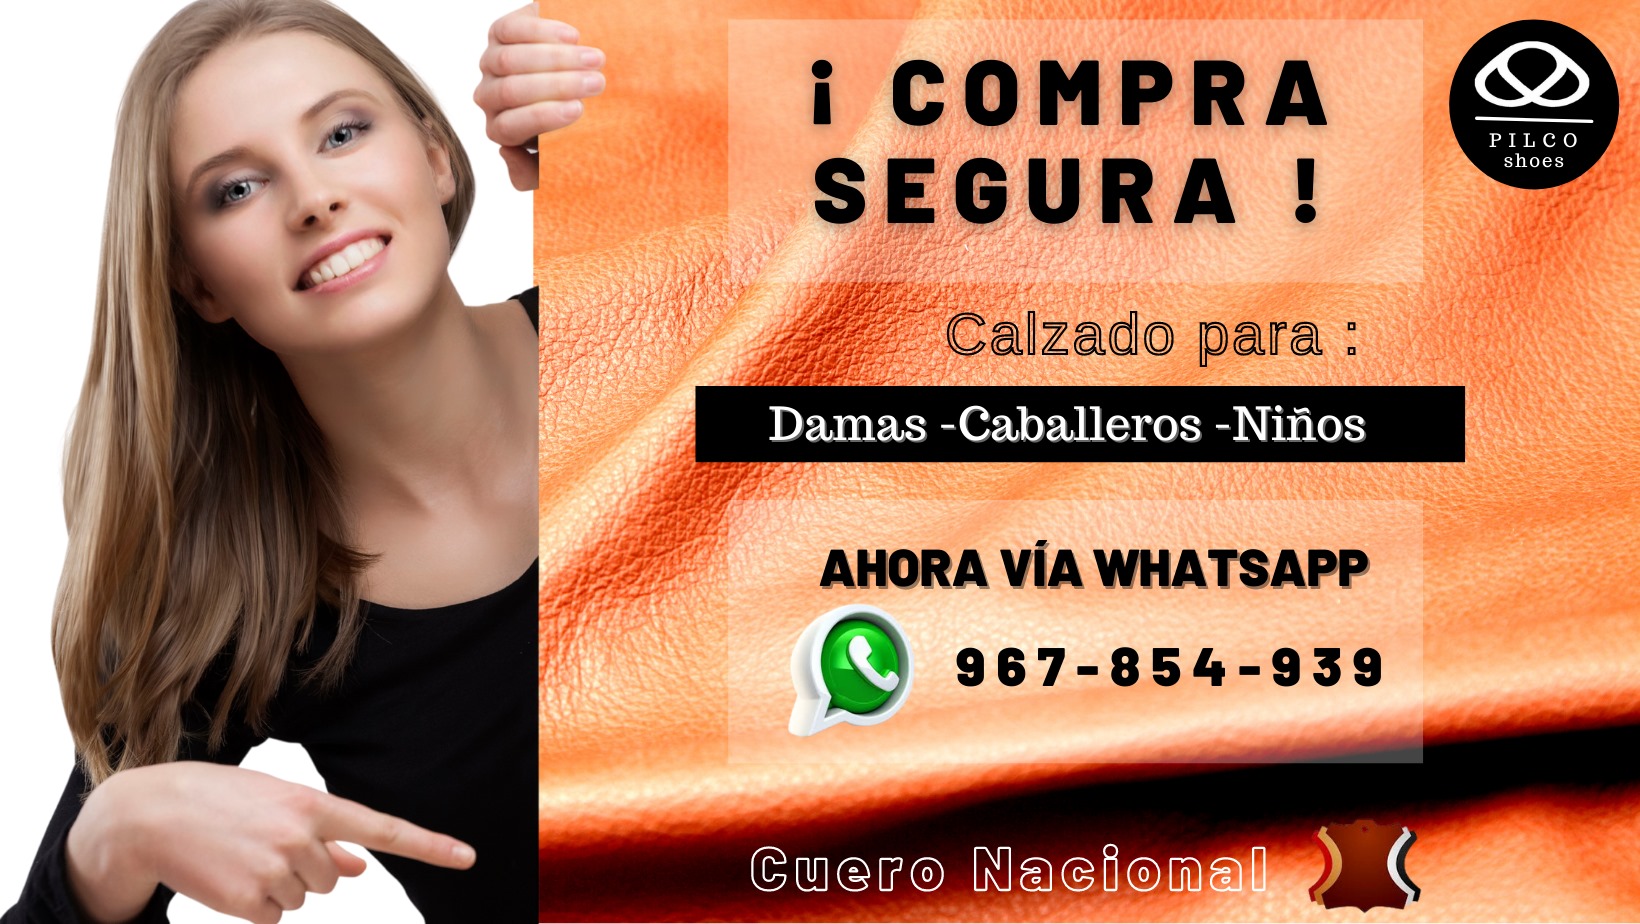 ¡ COMPRA
SEGURA !
PILCO
shoes
Calzado para :
Damas -Caballeros -Niños
AHORA VÍA WHATSAPP
967-854-939
Cuero Nacional